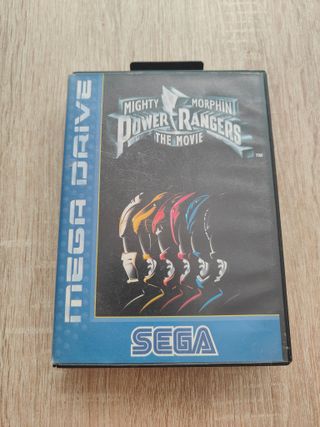 MIGHTY MORPHIN
POWER RANGERS
THE MOVIE
TM
MEGA DRIVE
SEGA